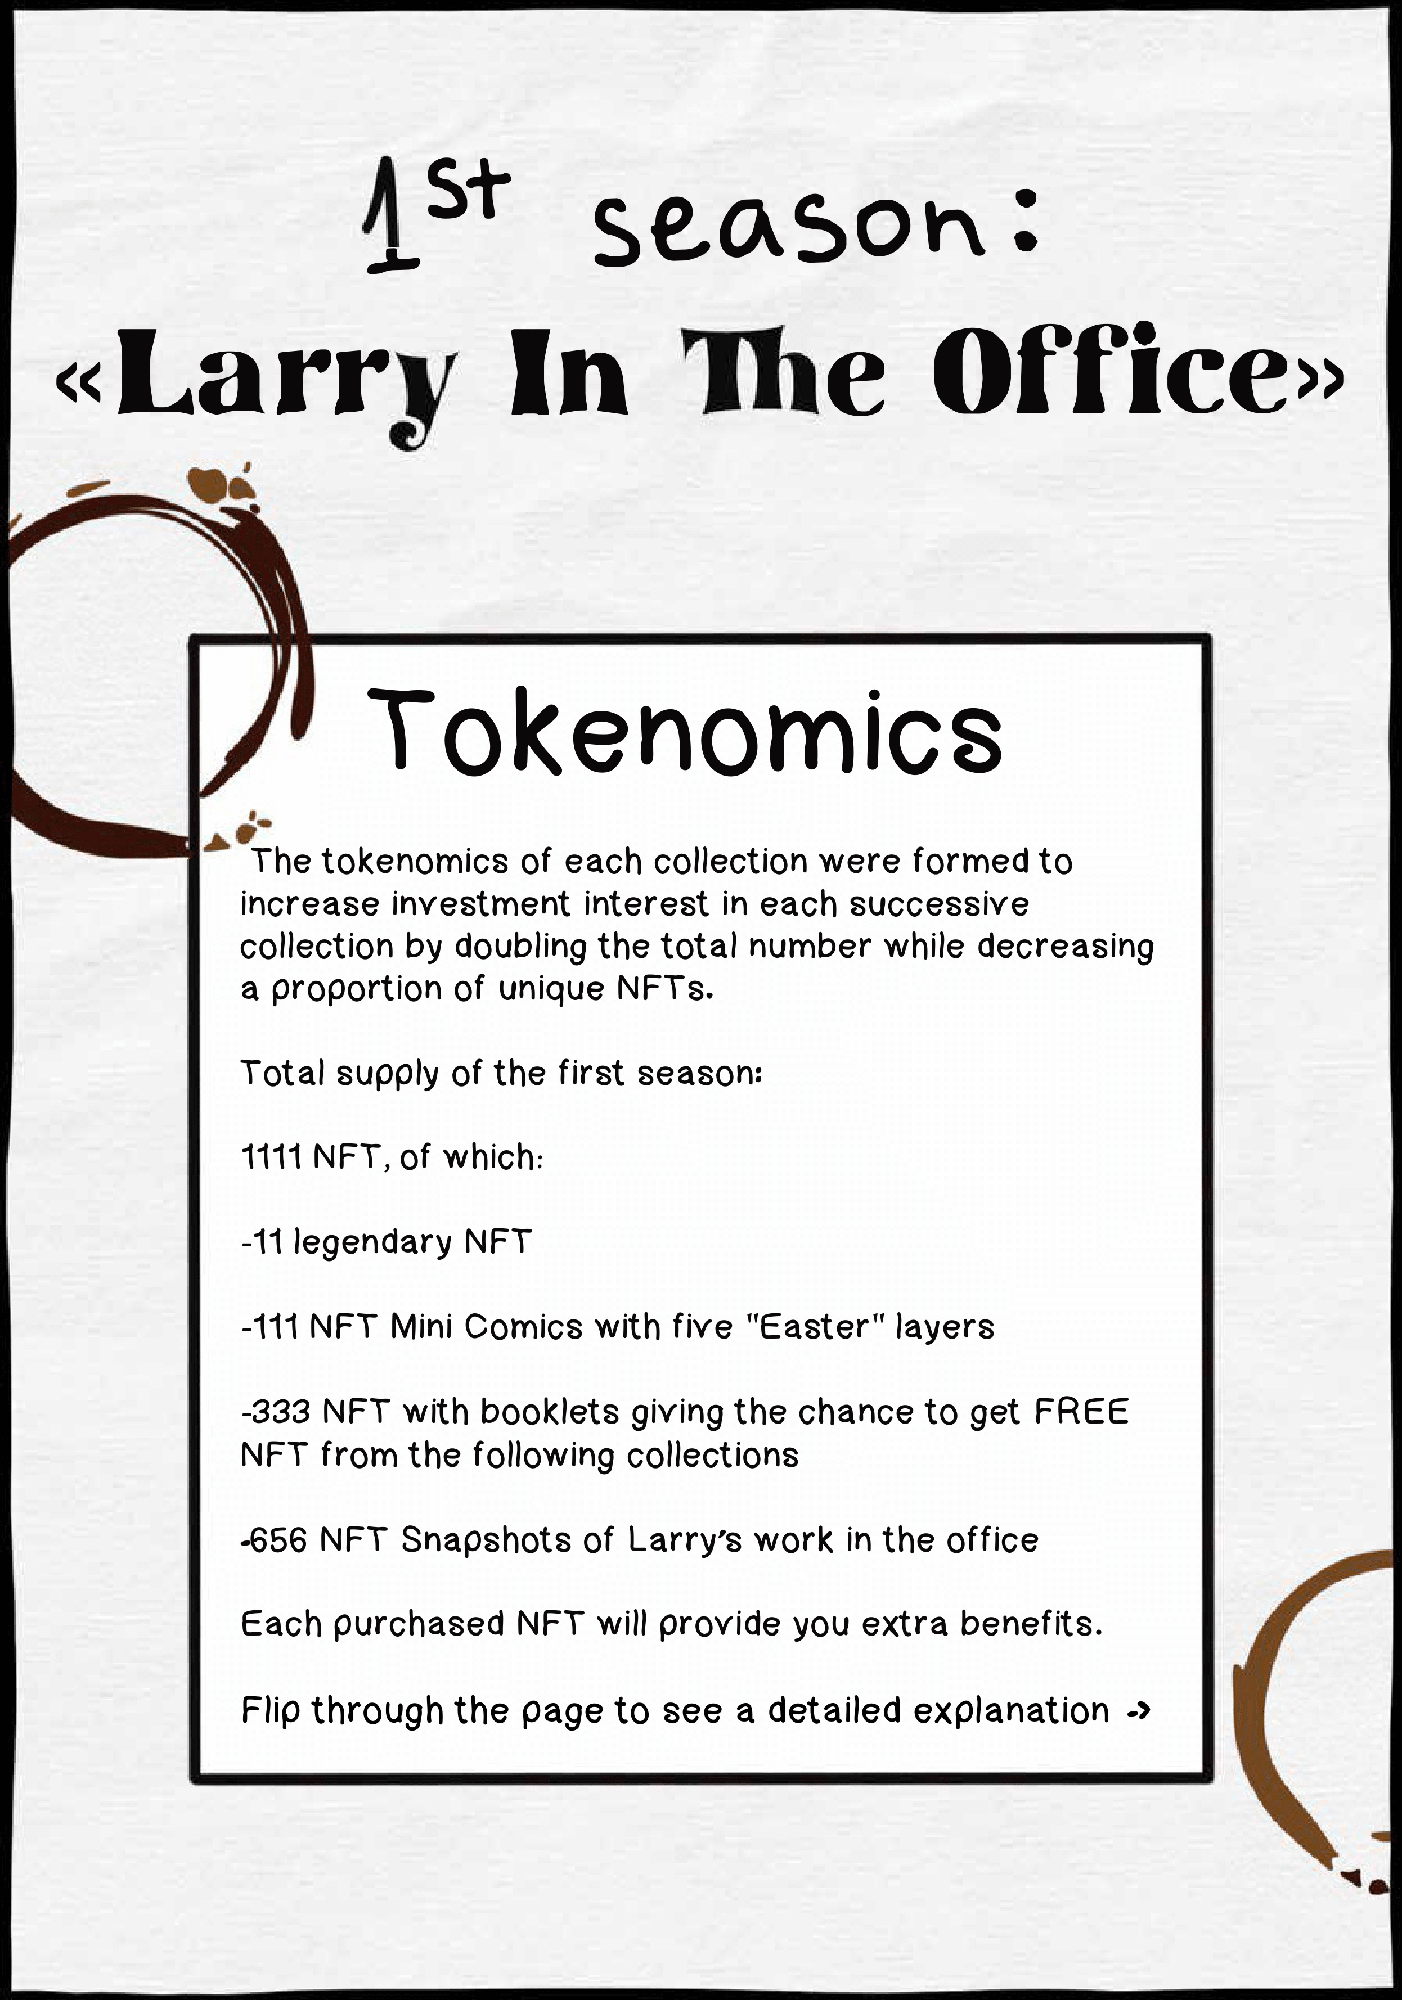 1st season:
«Larry In The Office»
Tokenomics
The tokenomics of each collection were formed to
increase investment interest in each successive
collection by doubling the total number while decreasing
a proportion of unique NFTs.
Total supply of the first season:
1111 NFT, of which:
-11 legendary NFT
-111 NFT Mini Comics with five "Easter" layers
-333 NFT with booklets giving the chance to get FREE
NFT from the following collections
-656 NFT Snapshots of Larry's work in the office
Each purchased NFT will provide you extra benefits.
Flip through the page to see a detailed explanation ->